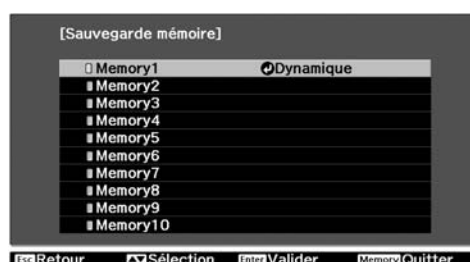 [Sauvegarde mémoire]
Memory1 Dynamique
Memory2
Memory3
Memory4
Memory5
Memory6
Memory7
Memory8
Memory9
Memory10
Esc Retour Sélection Enter Valider Memory Quitter